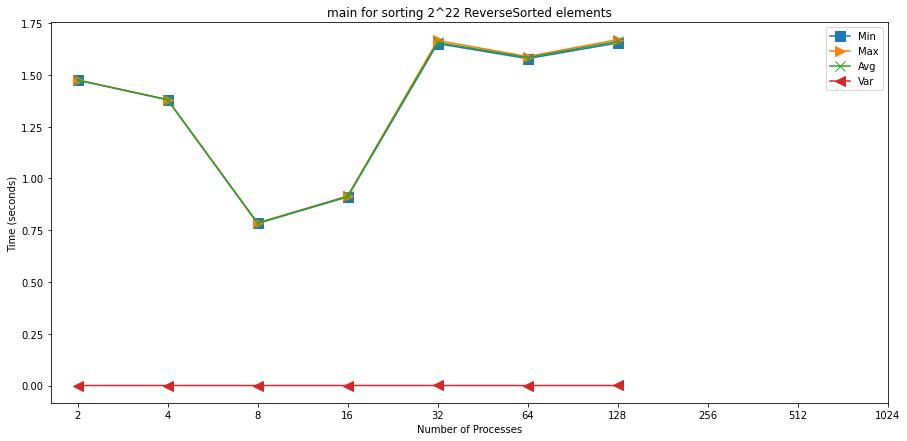 main for sorting 2^22 ReverseSorted elements
1.75
1.50
1.25
1.00
0.75
0.50
0.25
0.00
Time (seconds)
Min
Max
Avg
Var
2 4 8 16 32 64 128 256 512 1024
Number of Processes